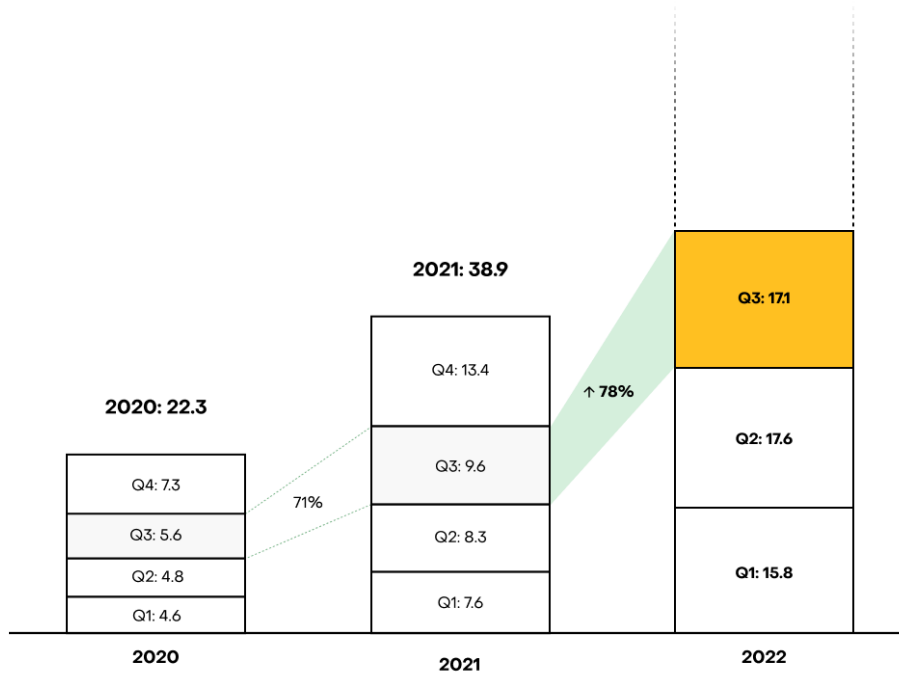 2021: 38.9
Q3: 17.1
Q4: 13.4
↑ 78%
2020: 22.3
Q2: 17.6
Q3: 9.6
Q4: 7.3
71%
Q3: 5.6
Q2: 8.3
Q2: 4.8
Q1: 15.8
Q1: 7.6
Q1: 4.6
2020
2021
2022